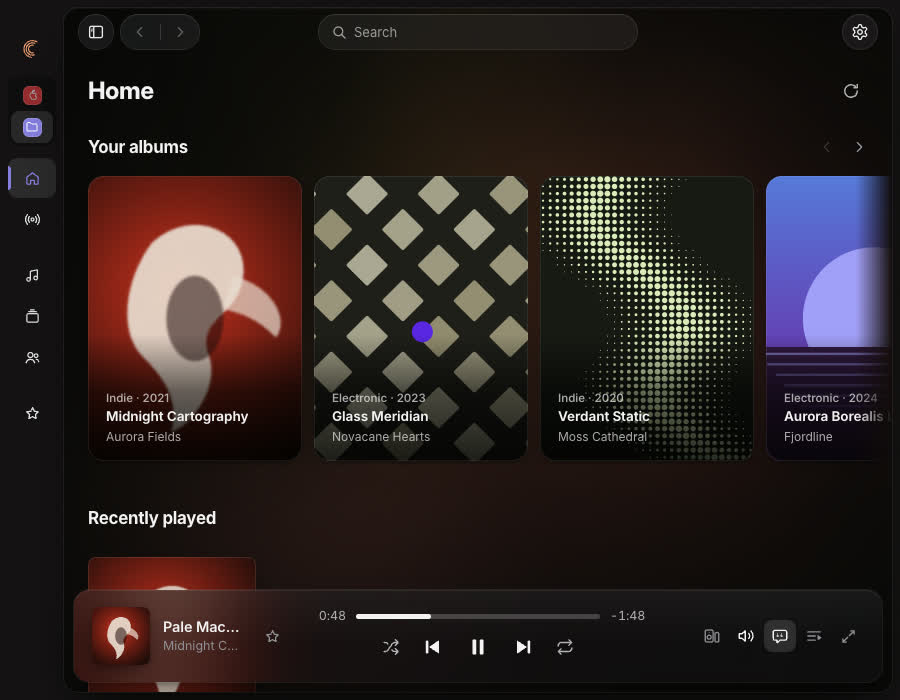 Search
Home
Your albums
Indie · 2021
Midnight Cartography
Aurora Fields
Electronic · 2023
Glass Meridian
Novacane Hearts
Indie · 2020
Verdant Static
Moss Cathedral
Electronic · 2024
Aurora Borealis
Fjordline
Recently played
Pale Mac...
Midnight C...
0:48
-1:48